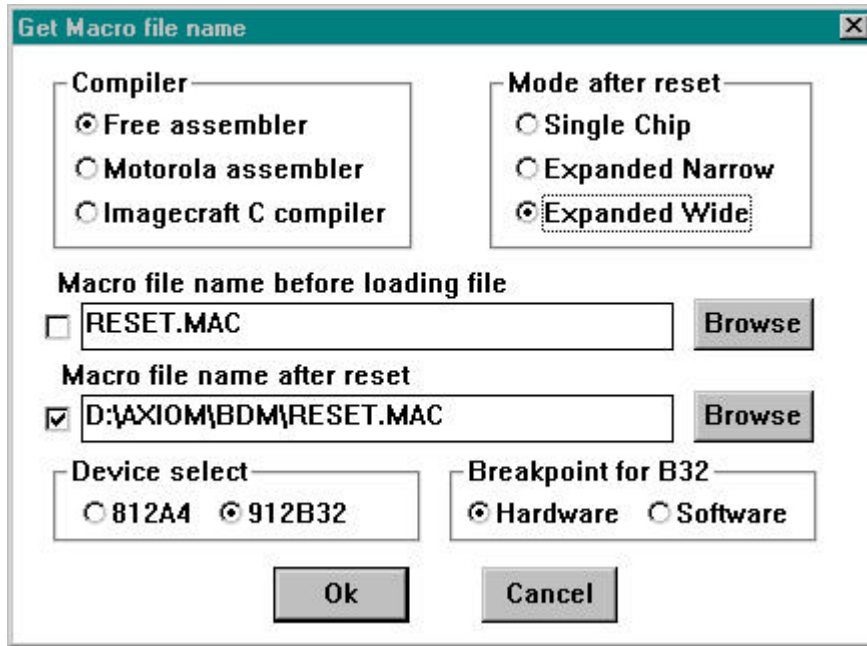 Get Macro file name
Compiler
Free assembler
Motorola assembler
Imagecraft C compiler
Mode after reset
Single Chip
Expanded Narrow
Expanded Wide
Macro file name before loading file
RESET.MAC
Browse
Macro file name after reset
D:\AXIOM\BDM\RESET.MAC
Browse
Device select
812A4 912B32
Breakpoint for B32
Hardware Software
Ok Cancel